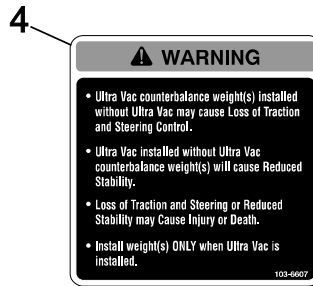 4
WARNING
• Ultra Vac counterbalance weight(s) installed
without Ultra Vac may cause Loss of Traction
and Steering Control.
• Ultra Vac installed without Ultra Vac
counterbalance weight(s) will cause Reduced
Stability.
• Loss of Traction and Steering or Reduced
Stability may Cause Injury or Death.
• Install weight(s) ONLY when Ultra Vac is
installed.
103-6607